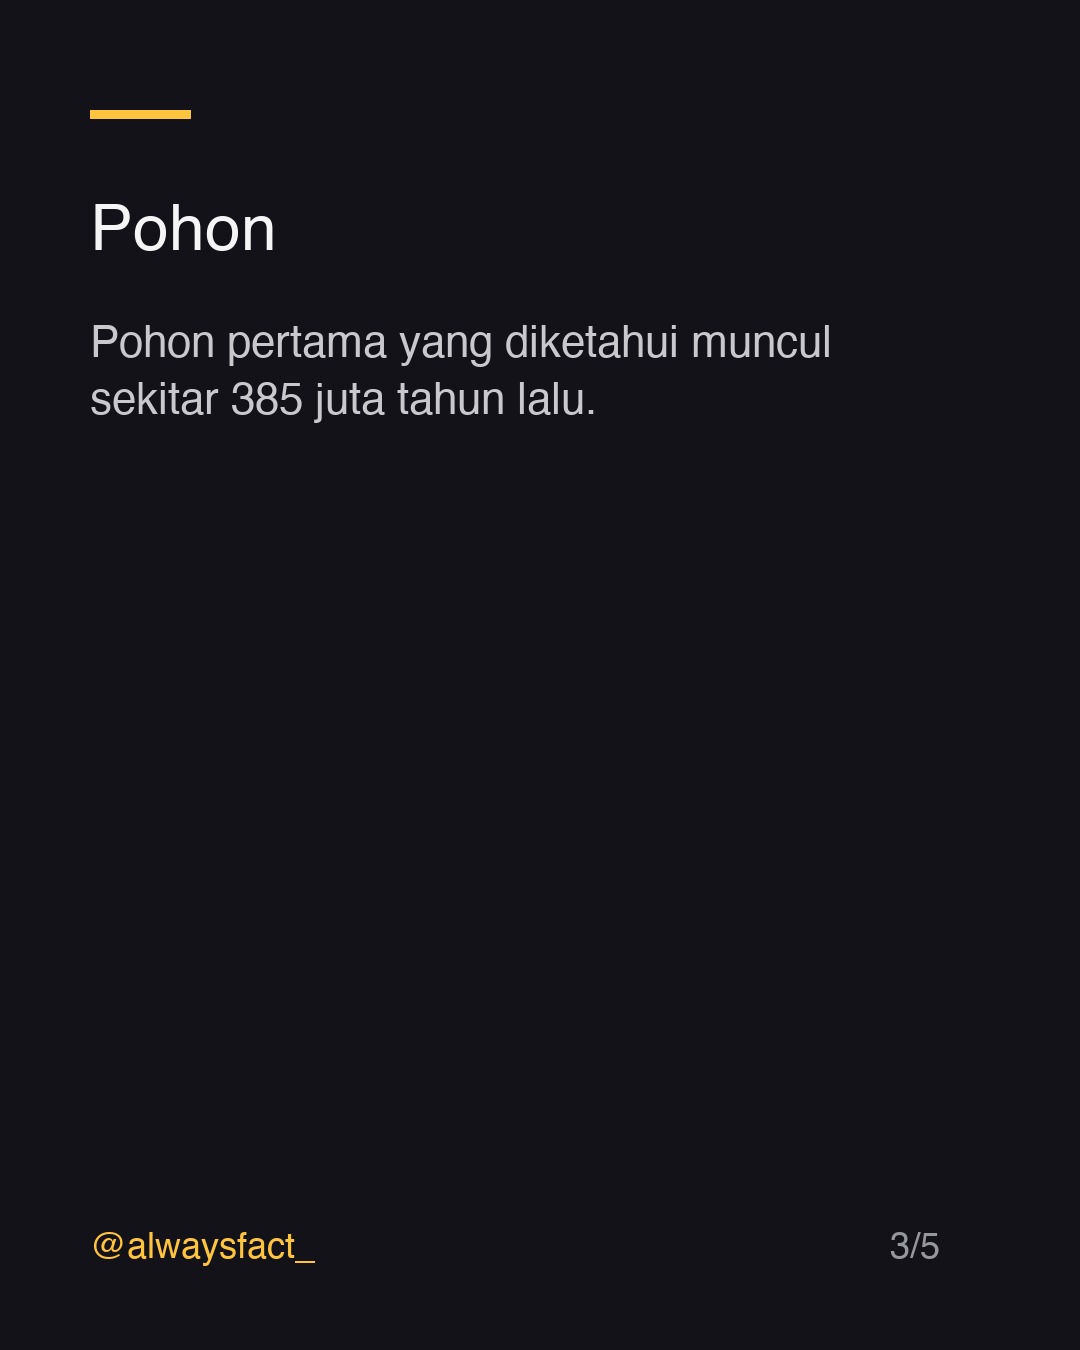 Pohon
Pohon pertama yang diketahui muncul
sekitar 385 juta tahun lalu.
@alwaysfact_
3/5